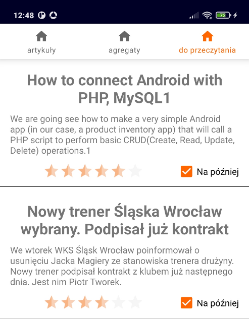 12:48
artykuły agregaty do przeczytania
How to connect Android with
PHP, MySQL1
We are going see how to make a very simple Android
app (in our case, a product inventory app) that will call a
PHP script to perform basic CRUD(Create, Read, Update,
Delete) operations.1
Na później
Nowy trener Śląska Wrocław
wybrany. Podpisał już kontrakt
We wtorek WKS Śląsk Wrocław poinformował o
usunięciu Jacka Magiery ze stanowiska trenera drużyny.
Nowy trener podpisał kontrakt z klubem już następnego
dnia. Jest nim Piotr Tworek.
Na później